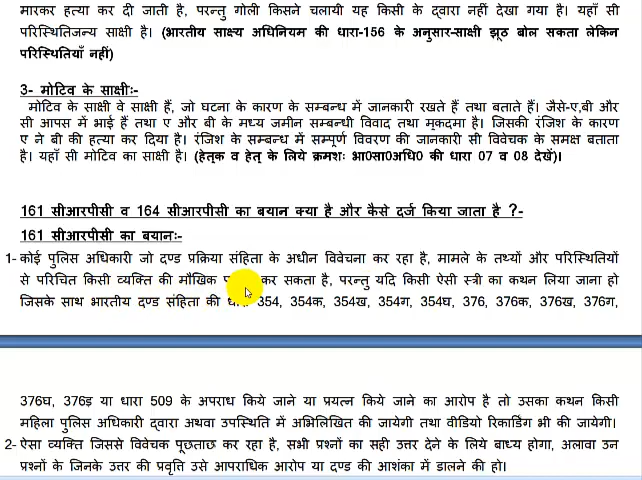 मारकर हत्या कर दी जाती है, परन्तु गोली किसने चलायी यह किसी के द्वारा नहीं देखा गया है। यहाँ सी
परिस्थितिजन्य साक्षी है। (भारतीय साक्ष्य अधिनियम की धारा-156 के अनुसार-साक्षी झूठ बोल सकता लेकिन
परिस्थितियाँ नहीं)
3- मोटिव के साक्षीः-
मोटिव के साक्षी वे साक्षी हैं, जो घटना के कारण के सम्बन्ध में जानकारी रखते हैं तथा बताते हैं। जैसे-ए,बी और
सी आपस में भाई हैं तथा ए और बी के मध्य जमीन सम्बन्धी विवाद तथा मुकदमा है। जिसकी रंजिश के कारण
ए ने बी की हत्या कर दिया है। रंजिश के सम्बन्ध में सम्पूर्ण विवरण की जानकारी सी विवेचक के समक्ष बताता
है। यहाँ सी मोटिव का साक्षी है। (हेतुक व हेतु के लिये क्रमशः भा0सा0अधि0 की धारा 07 व 08 देखें)।
161 सीआरपीसी व 164 सीआरपीसी का बयान क्या है और कैसे दर्ज किया जाता है ?-
161 सीआरपीसी का बयानः-
1- कोई पुलिस अधिकारी जो दण्ड प्रक्रिया संहिता के अधीन विवेचना कर रहा है, मामले के तथ्यों और परिस्थितियों
से परिचित किसी व्यक्ति की मौखिक कर सकता है, परन्तु यदि किसी ऐसी स्त्री का कथन लिया जाना हो
जिसके साथ भारतीय दण्ड संहिता की 354, 354क, 354ख, 354ग, 354घ, 376, 376क, 376ख, 376ग,
376घ, 376ड़ या धारा 509 के अपराध किये जाने या प्रयत्न किये जाने का आरोप है तो उसका कथन किसी
महिला पुलिस अधिकारी द्वारा अथवा उपस्थिति में अभिलिखित की जायेगी तथा वीडियो रिकार्डिंग भी की जायेगी।
2- ऐसा व्यक्ति जिससे विवेचक पूछताछ कर रहा है, सभी प्रश्नों का सही उत्तर देने के लिये बाध्य होगा, अलावा उन
प्रश्नों के जिनके उत्तर की प्रवृत्ति उसे आपराधिक आरोप या दण्ड की आशंका में डालने की हो।